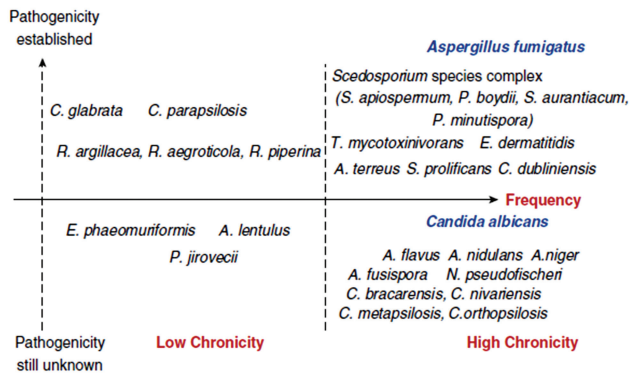 Pathogenicity
established
Aspergillus fumigatus
Scedosporium species complex
(S. apiospermum, P. boydii, S. aurantiacum,
P. minutispora)
C. glabrata C. parapsilosis
T. mycotoxinivorans E. dermatitidis
R. argillacea, R. aegroticola, R. piperina
A. terreus S. prolificans C. dubliniensis
Frequency
E. phaeomuriformis A. lentulus
Candida albicans
P. jirovecii
A. flavus A. nidulans A.niger
A. fusispora N. pseudofischeri
C. bracarensis, C. nivariensis
C. metapsilosis, C.orthopsilosis
Pathogenicity
still unknown
Low Chronicity
High Chronicity